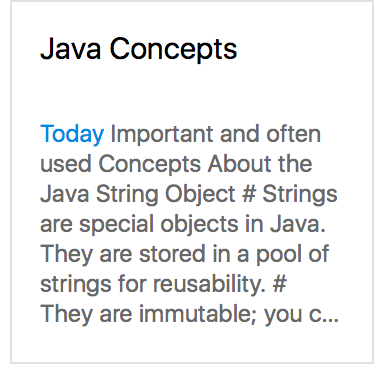 Java Concepts
Today Important and often
used Concepts About the
Java String Object # Strings
are special objects in Java.
They are stored in a pool of
strings for reusability. #
They are immutable; you c...